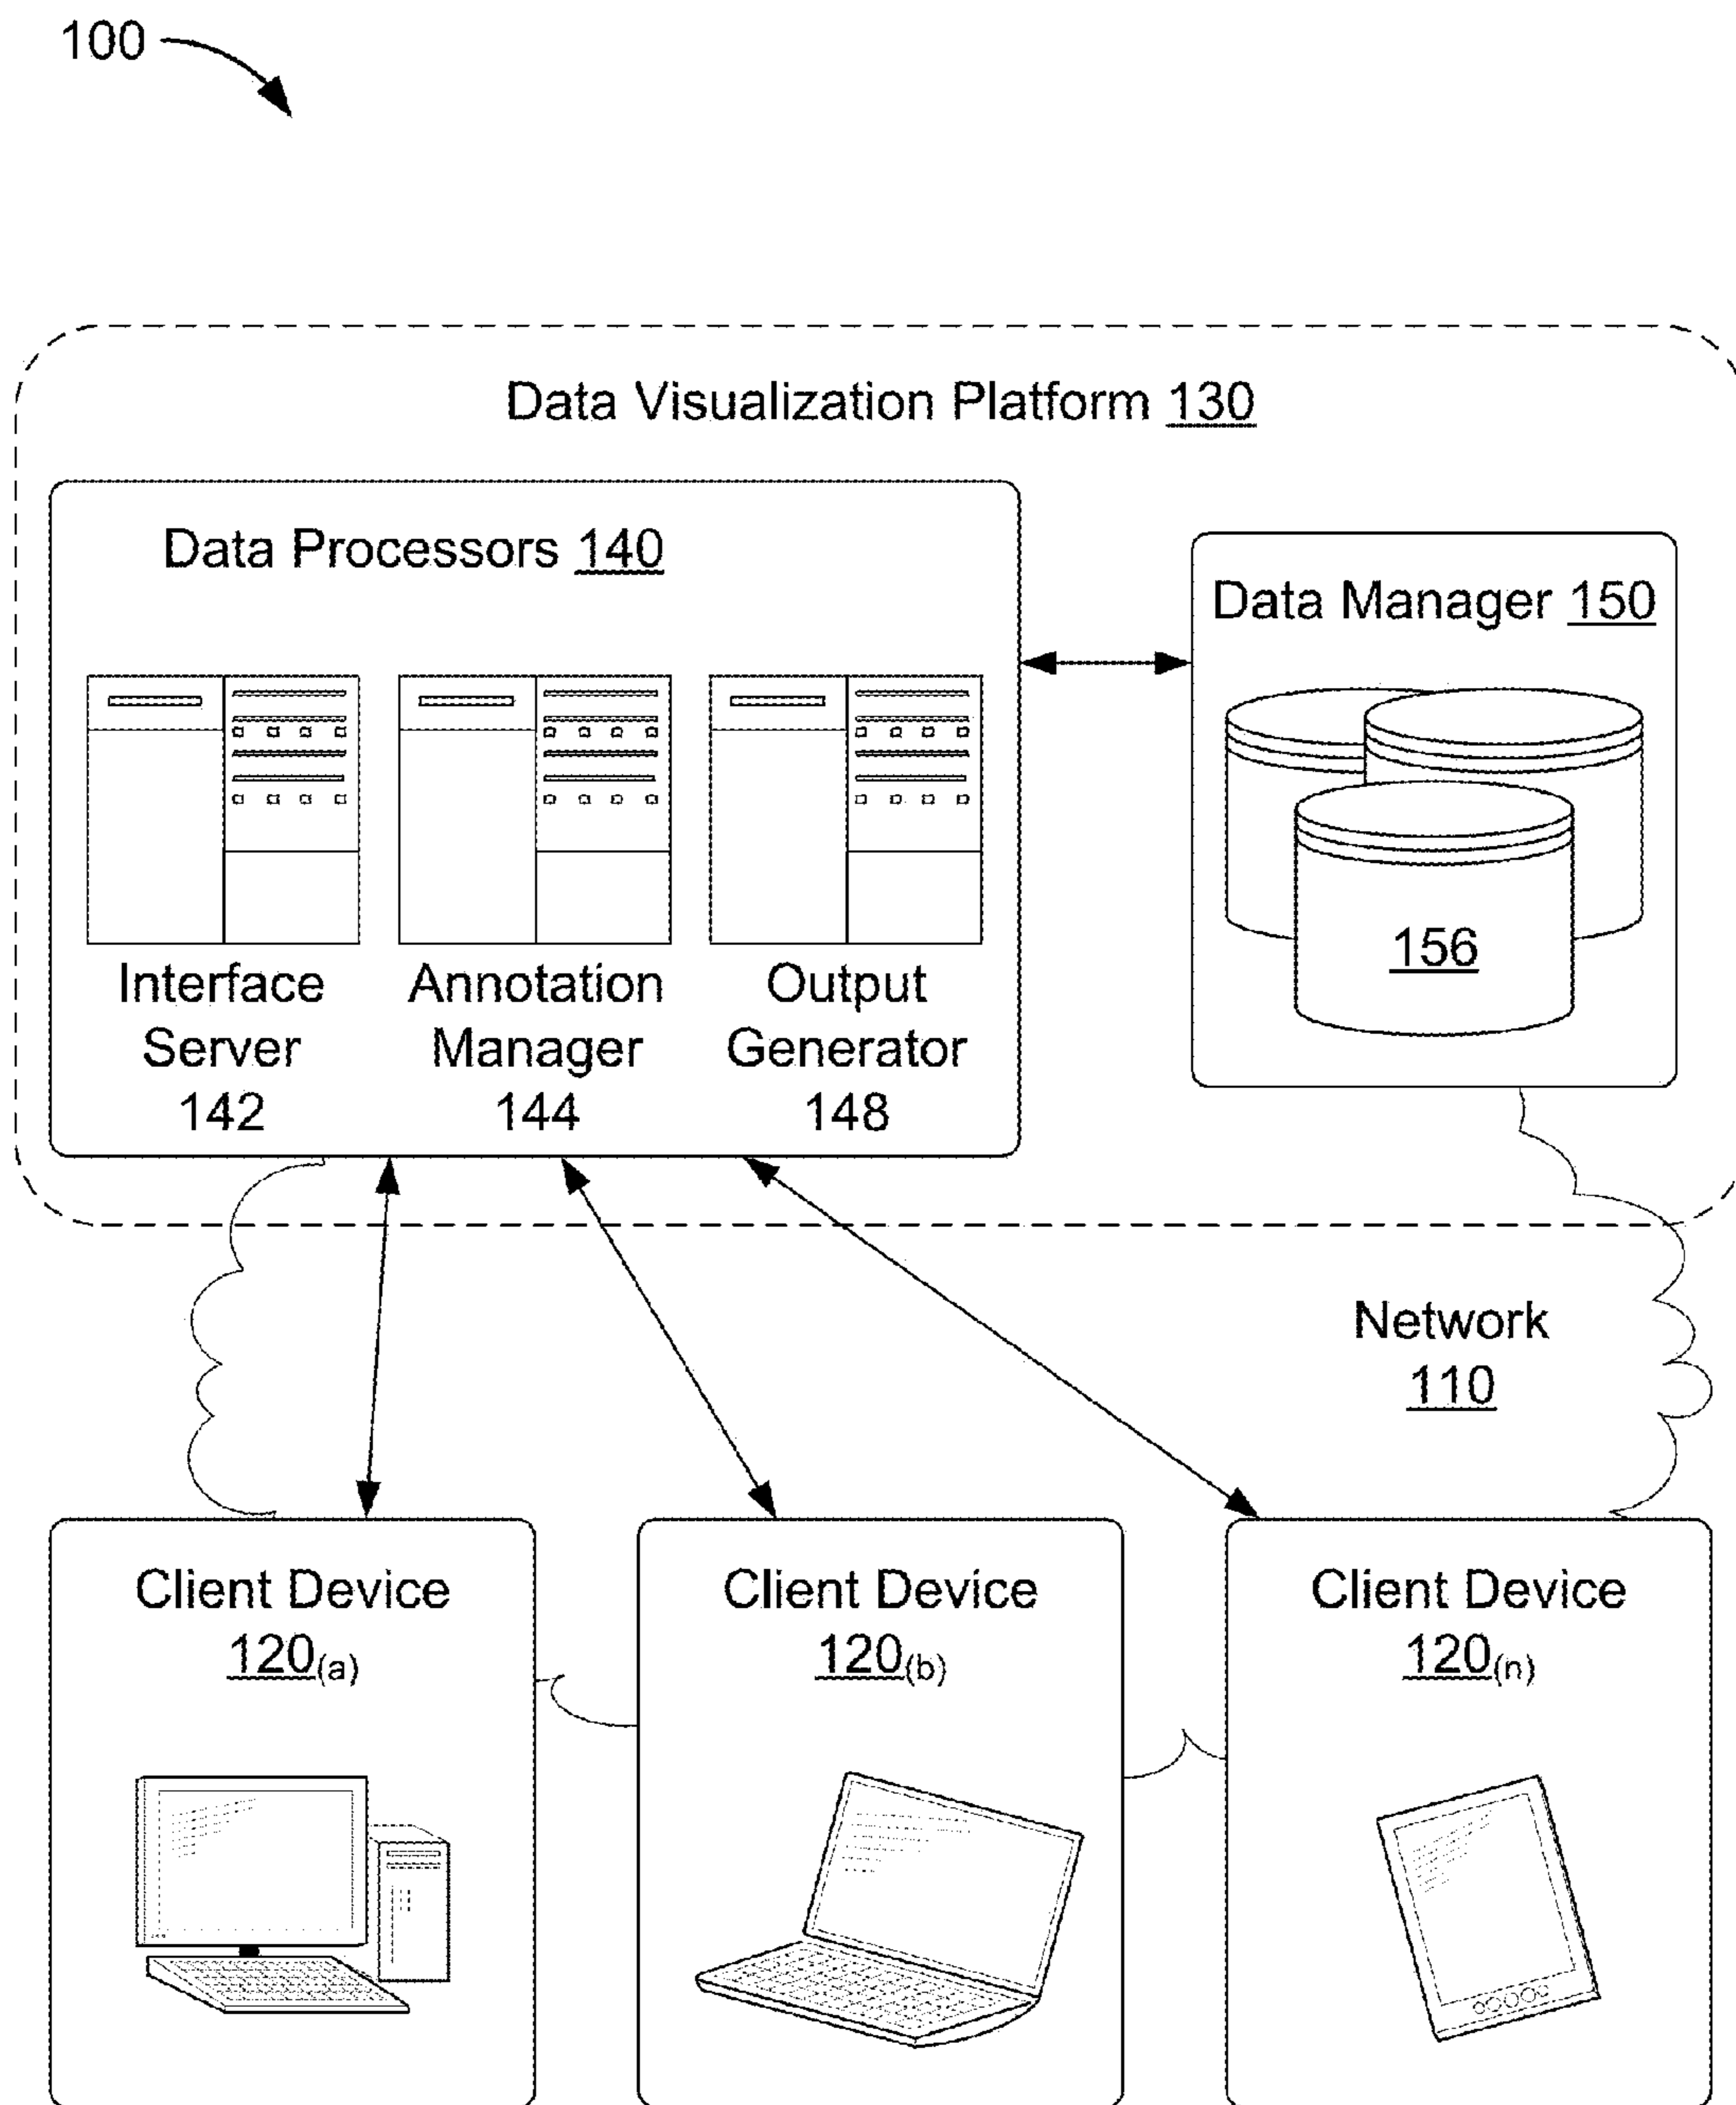 100
Data Visualization Platform 130
Data Processors 140
Data Manager 150
156
Interface
Server
142
Annotation
Manager
144
Output
Generator
148
Network
110
Client Device
120(a)
Client Device
120(b)
Client Device
120(n)